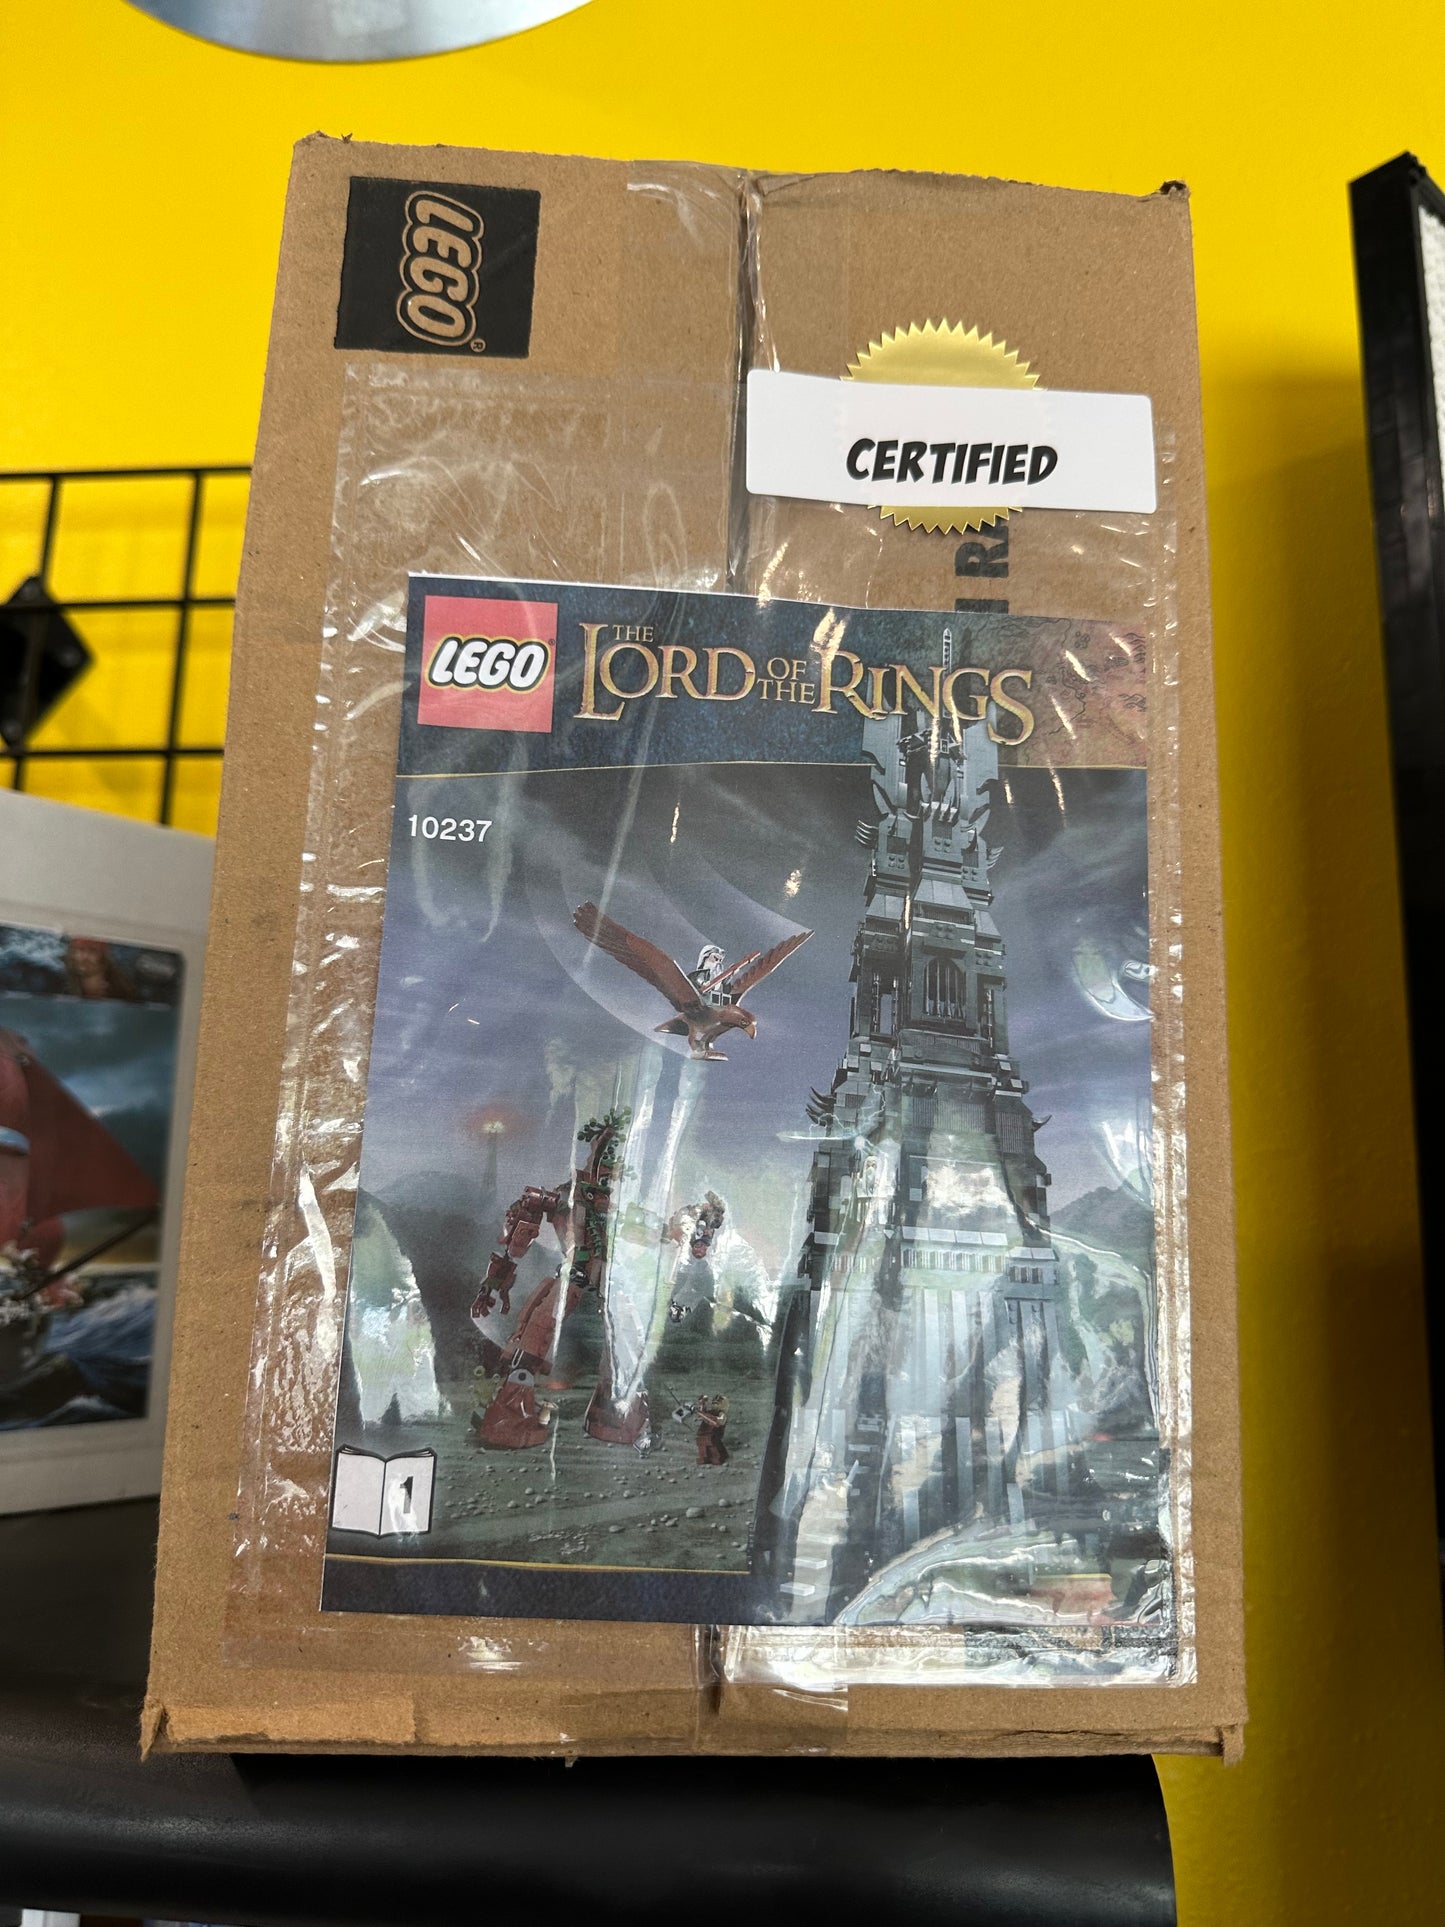 LEGO
CERTIFIED
LEGO
THE LORD OF THE RINGS
10237
1